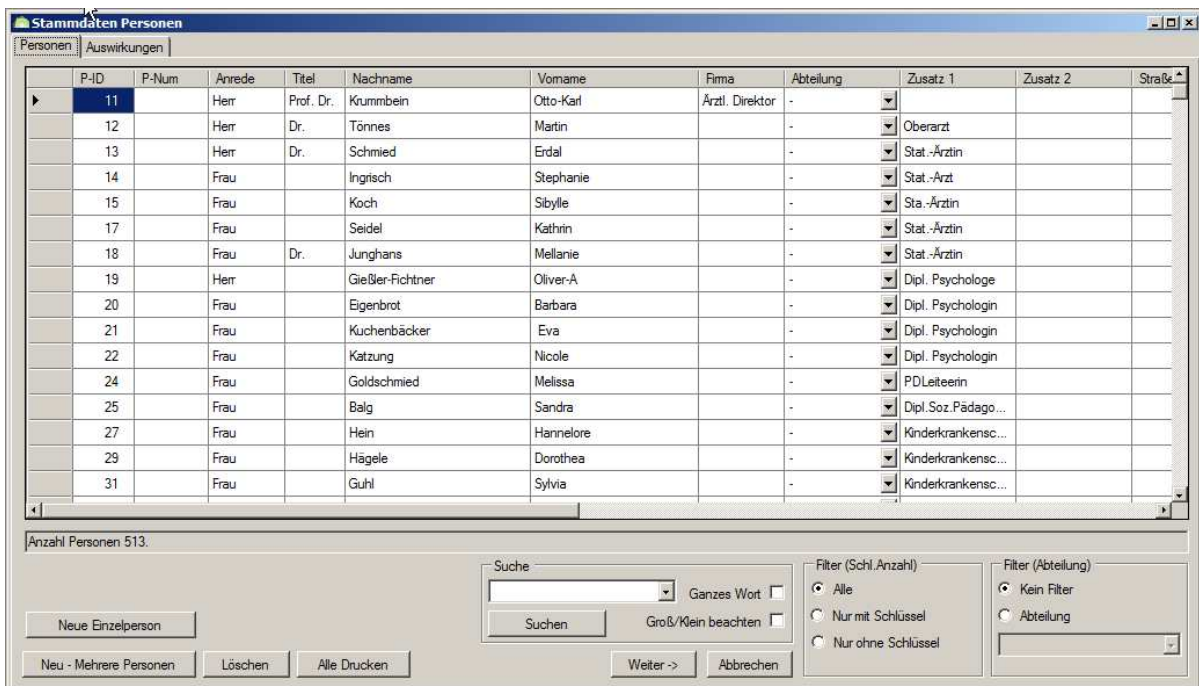 Stammdaten Personen
Personen Auswirkungen
P-ID P-Num Anrede Titel Nachname Vorname Firma Abteilung Zusatz 1 Zusatz 2 Straße
11 Herr Prof. Dr. Krummbein Otto-Karl Ärztl. Direktor -
12 Herr Dr. Tönnes Martin - Oberarzt
13 Herr Dr. Schmied Erdal - Stat.-Ärztin
14 Frau Ingrisch Stephanie - Stat.-Arzt
15 Frau Koch Sibylle - Sta.-Ärztin
17 Frau Seidel Kathrin - Stat.-Ärztin
18 Frau Dr. Junghans Mellanie - Stat.-Ärztin
19 Herr Gießler-Fichtner Oliver-A - Dipl. Psychologe
20 Frau Eigenbrot Barbara - Dipl. Psychologin
21 Frau Kuchenbäcker Eva - Dipl. Psychologin
22 Frau Katzung Nicole - Dipl. Psychologin
24 Frau Goldschmied Melissa - PDLeiteerin
25 Frau Balg Sandra - Dipl.Soz.Pädago...
27 Frau Hein Hannelore - Kinderkrankensc...
29 Frau Hägele Dorothea - Kinderkrankensc...
31 Frau Guhl Sylvia - Kinderkrankensc...
Anzahl Personen 513.
Suche
Ganzes Wort
Suchen Groß/Klein beachten
Filter (Schl.Anzahl)
Alle
Nur mit Schlüssel
Nur ohne Schlüssel
Filter (Abteilung)
Kein Filter
Abteilung
Neue Einzelperson
Neu - Mehrere Personen Löschen Alle Drucken Weiter -> Abbrechen